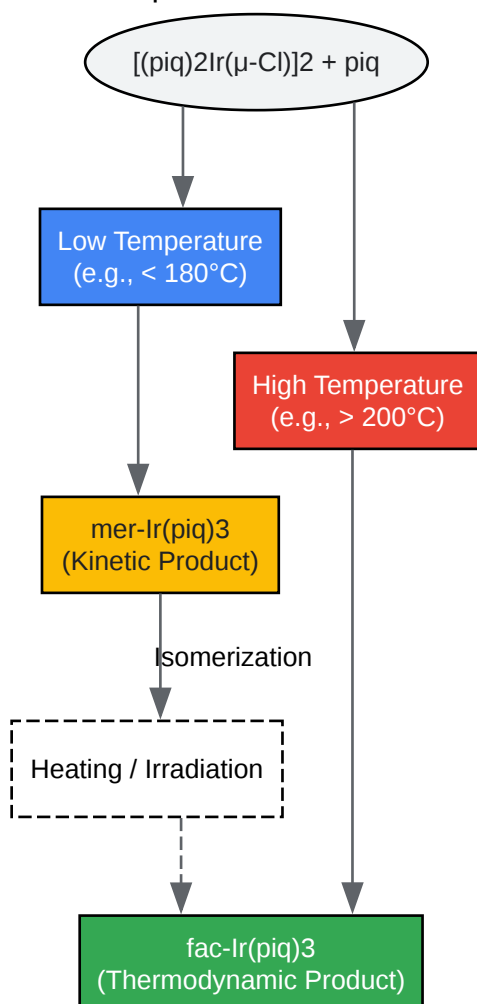 [(piq)2Ir(μ-Cl)]2 + piq
Low Temperature
(e.g., < 180°C)
High Temperature
(e.g., > 200°C)
mer-Ir(piq)3
(Kinetic Product)
Isomerization
Heating / Irradiation
fac-Ir(piq)3
(Thermodynamic Product)